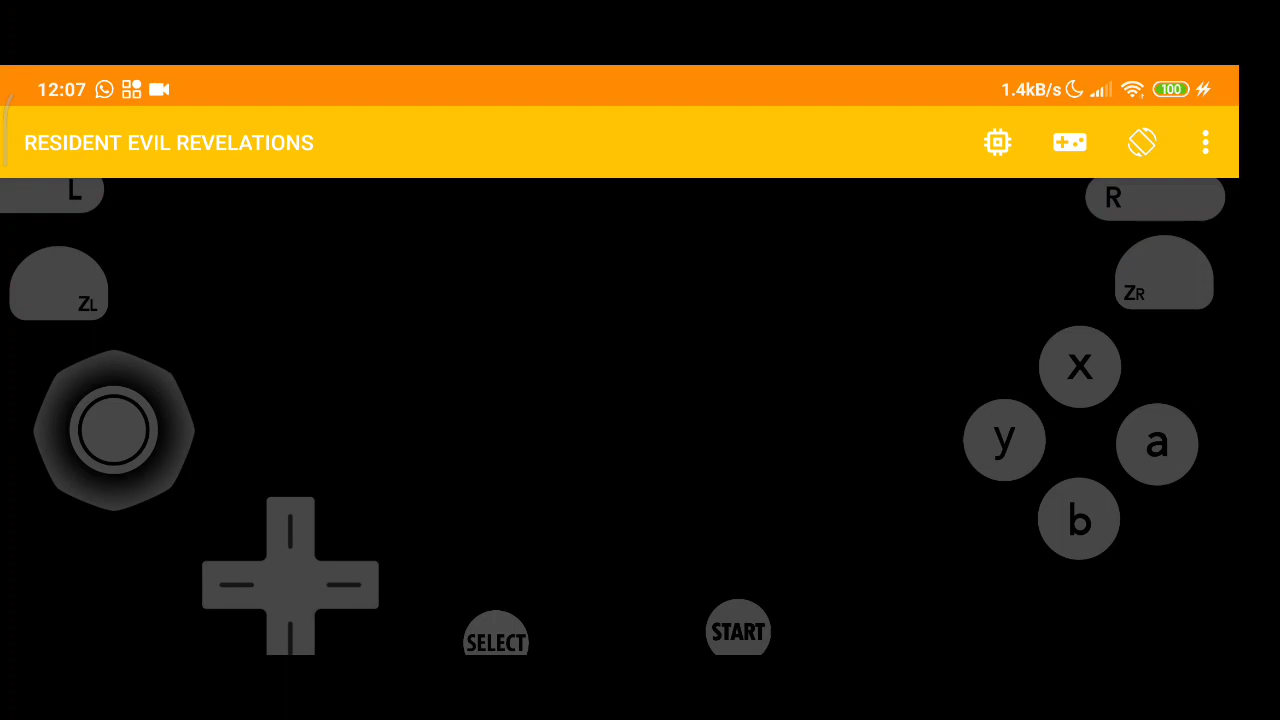 12:07 1.4kB/s 100
RESIDENT EVIL REVELATIONS
L R
ZL ZR
x
y a
b
SELECT START